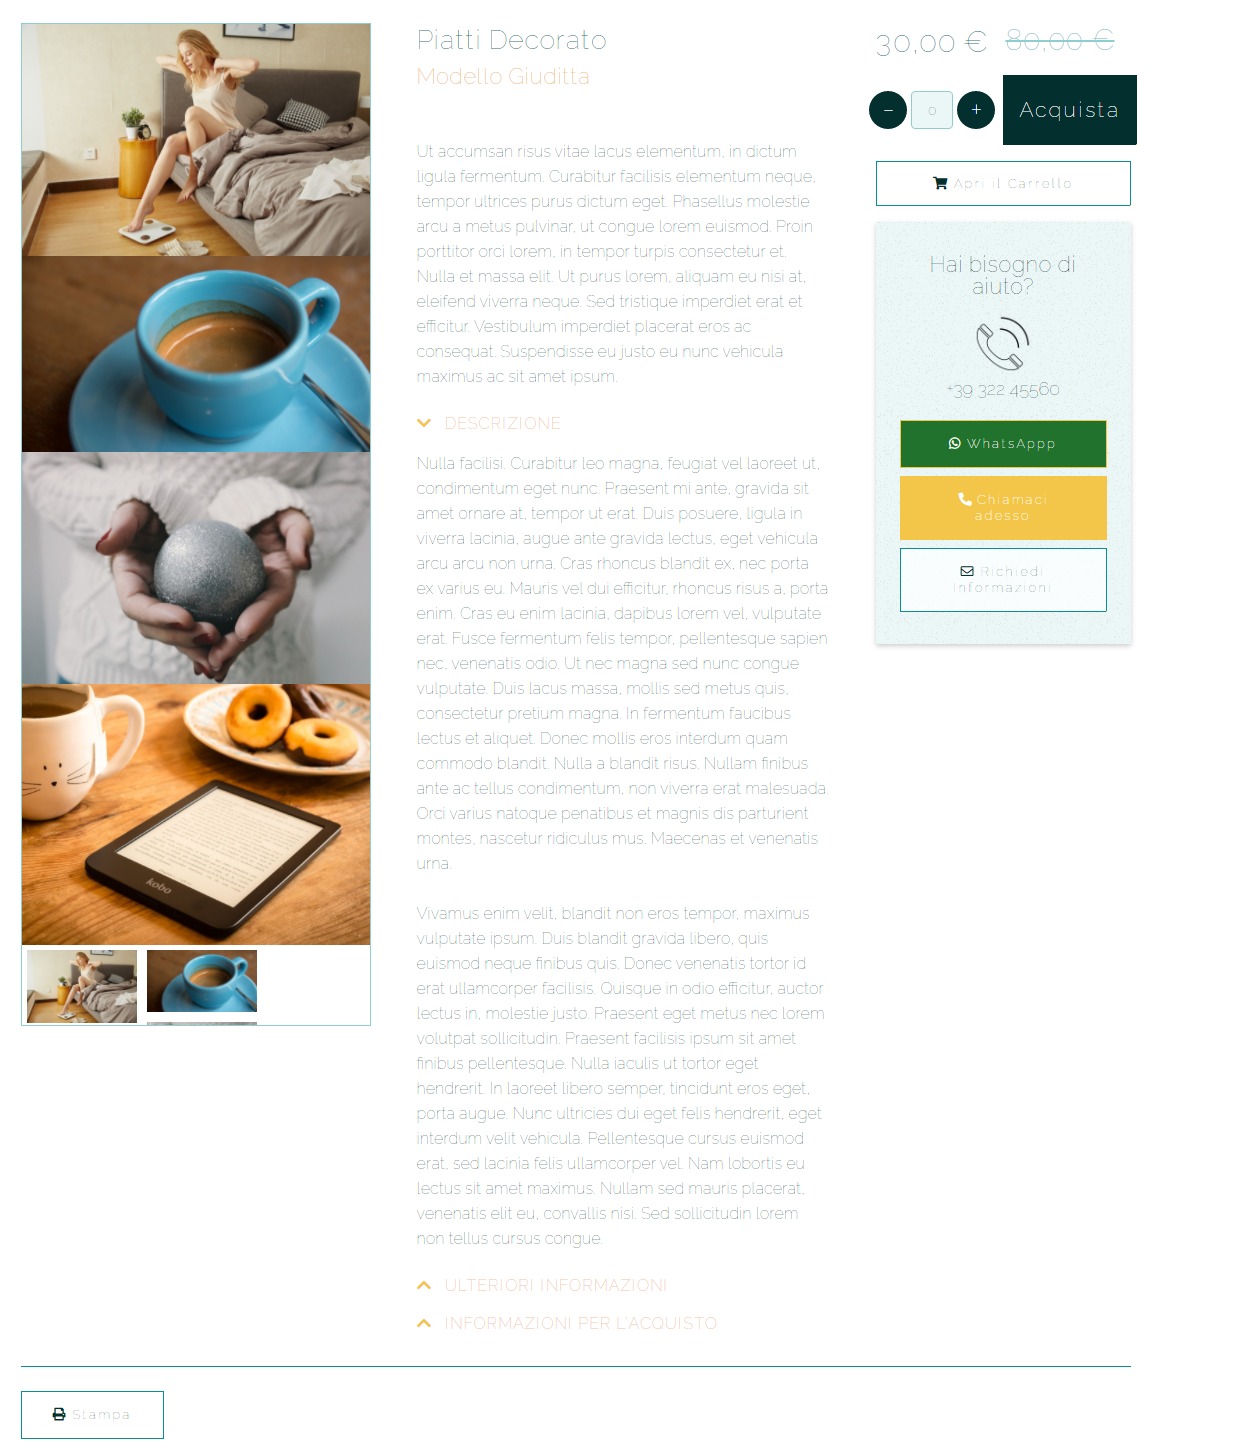 Piatti Decorato
Modello Giuditta
Ut accumsan risus vitae lacus elementum, in dictum
ligula fermentum. Curabitur facilisis elementum neque,
tempor ultrices purus dictum eget. Phasellus molestie
arcu a metus pulvinar, ut congue lorem euismod. Proin
porttitor orci lorem, in tempor turpis consectetur et.
Nulla et massa elit. Ut purus lorem, aliquam eu nisi at,
eleifend viverra neque. Sed tristique imperdiet erat et
efficitur. Vestibulum imperdiet placerat eros ac
consequat. Suspendisse eu justo eu nunc vehicula
maximus ac sit amet ipsum.
DESCRIZIONE
Nulla facilisi. Curabitur leo magna, feugiat vel laoreet ut,
condimentum eget nunc. Praesent mi ante, gravida sit
amet ornare at, tempor ut erat. Duis posuere, ligula in
viverra lacinia, augue ante gravida lectus, eget vehicula
arcu arcu non urna. Cras rhoncus blandit ex, nec porta
ex varius eu. Mauris vel dui efficitur, rhoncus risus a, porta
enim. Cras eu enim lacinia, dapibus lorem vel, vulputate
erat. Fusce fermentum felis tempor, pellentesque sapien
nec, venenatis odio. Ut nec magna sed nunc congue
vulputate. Duis lacus massa, mollis sed metus quis,
consectetur pretium magna. In fermentum faucibus
lectus et aliquet. Donec mollis eros interdum quam
commodo blandit. Nulla a blandit risus. Nullam finibus
ante ac tellus condimentum, non viverra erat malesuada.
Orci varius natoque penatibus et magnis dis parturient
montes, nascetur ridiculus mus. Maecenas et venenatis
urna.
Vivamus enim velit, blandit non eros tempor, maximus
vulputate ipsum. Duis blandit gravida libero, quis
euismod neque finibus quis. Donec venenatis tortor id
erat ullamcorper facilisis. Quisque in odio efficitur, auctor
lectus in, molestie justo. Praesent eget metus nec lorem
volutpat sollicitudin. Praesent facilisis ipsum sit amet
finibus pellentesque. Nulla iaculis ut tortor eget
hendrerit. In laoreet libero semper, tincidunt eros eget,
porta augue. Nunc ultricies dui eget felis hendrerit, eget
interdum velit vehicula. Pellentesque cursus euismod
erat, sed lacinia felis ullamcorper vel. Nam lobortis eu
lectus sit amet maximus. Nullam sed mauris placerat,
venenatis elit eu, convallis nisi. Sed sollicitudin lorem
non tellus cursus congue.
ULTERIORI INFORMAZIONI
INFORMAZIONI PER L'ACQUISTO
30,00 € 80,00 €
− 0 + Acquista
Apri il Carrello
Hai bisogno di
aiuto?
+39 322 45560
WhatsAppp
Chiamaci
adesso
Richiedi
Informazioni
kobo
Stampa